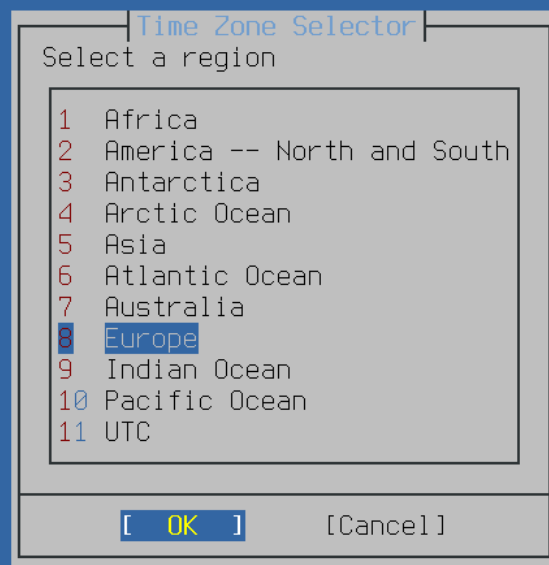 Time Zone Selector
Select a region
1 Africa
2 America -- North and South
3 Antarctica
4 Arctic Ocean
5 Asia
6 Atlantic Ocean
7 Australia
8 Europe
9 Indian Ocean
10 Pacific Ocean
11 UTC
[ OK ] [Cancel]